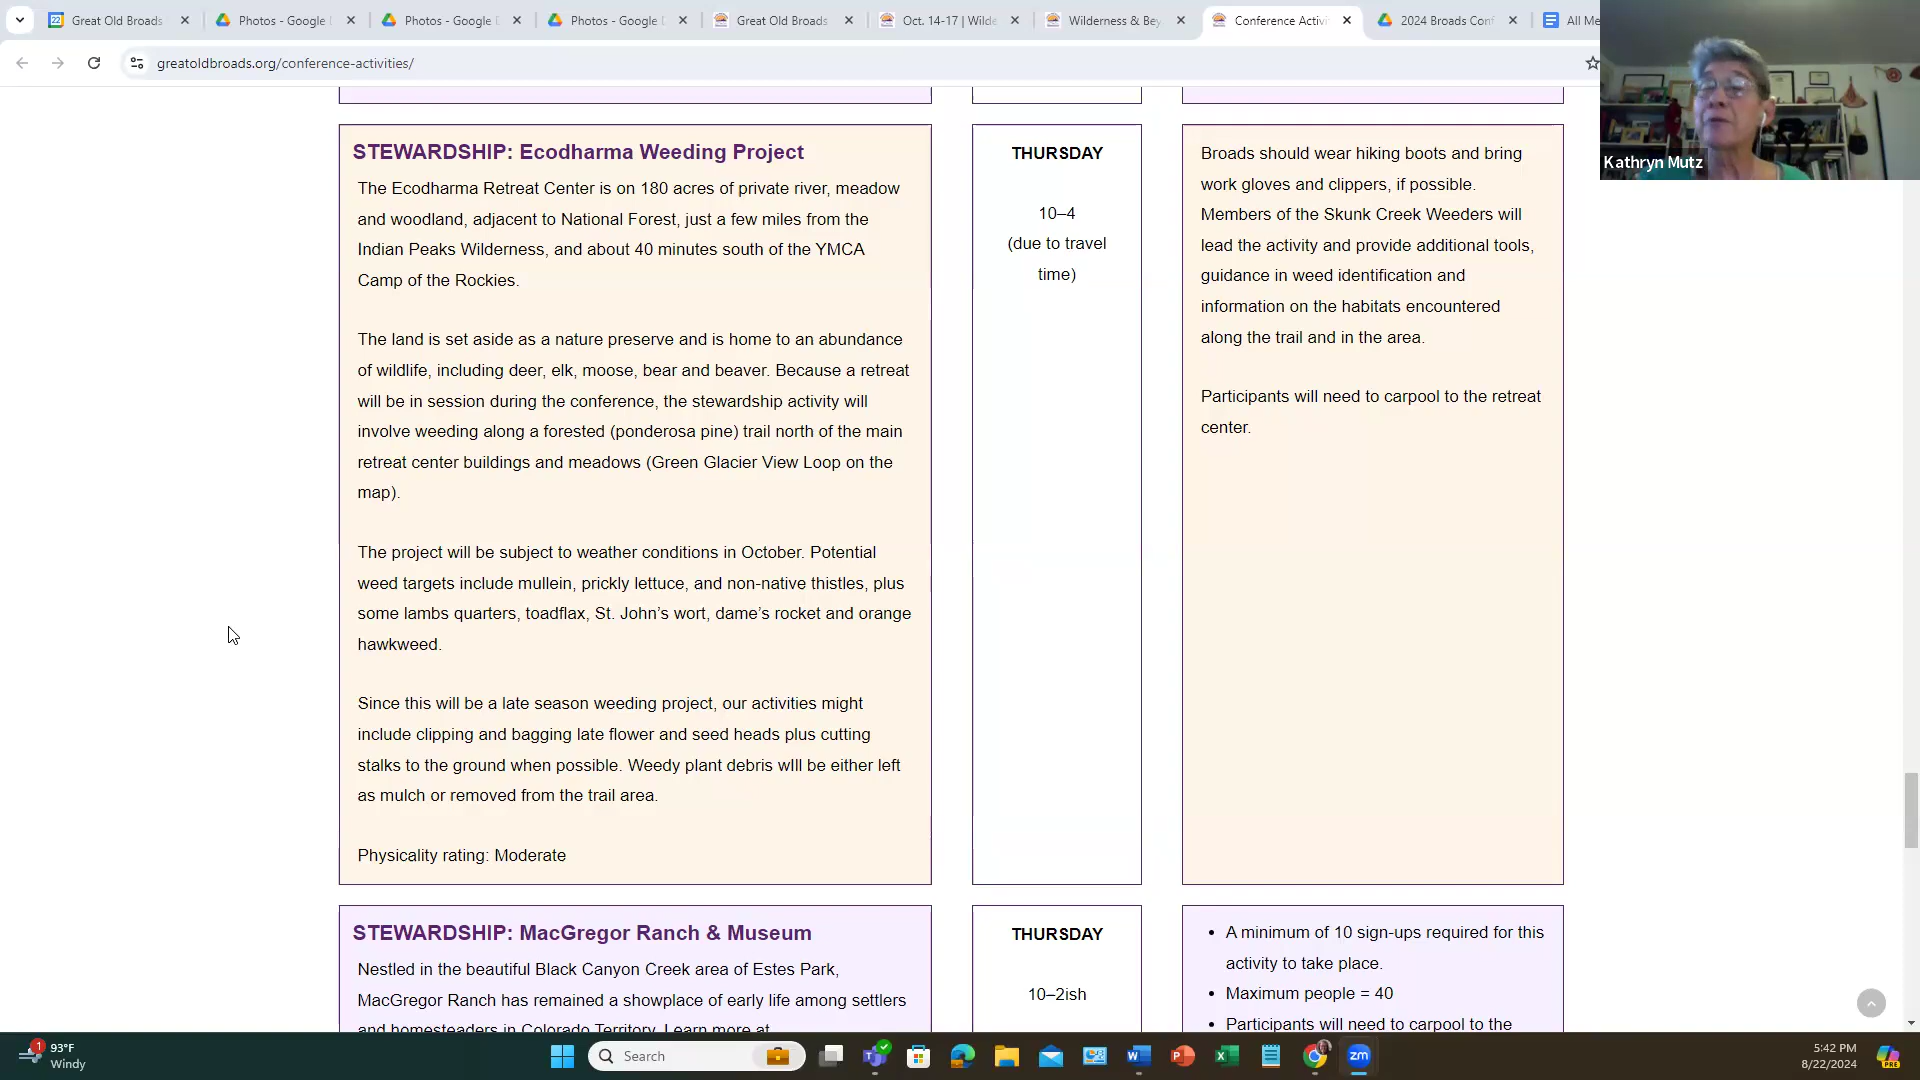 Great Old Broads
Photos - Google
Photos - Google
Photos - Google
Great Old Broads
Oct. 14-17 | Wilde
Wilderness & Bey
Conference Activi
2024 Broads Conf
All Me
greatoldbroads.org/conference-activities/
Kathryn Mutz
STEWARDSHIP: Ecodharma Weeding Project
The Ecodharma Retreat Center is on 180 acres of private river, meadow
and woodland, adjacent to National Forest, just a few miles from the
Indian Peaks Wilderness, and about 40 minutes south of the YMCA
Camp of the Rockies.
The land is set aside as a nature preserve and is home to an abundance
of wildlife, including deer, elk, moose, bear and beaver. Because a retreat
will be in session during the conference, the stewardship activity will
involve weeding along a forested (ponderosa pine) trail north of the main
retreat center buildings and meadows (Green Glacier View Loop on the
map).
The project will be subject to weather conditions in October. Potential
weed targets include mullein, prickly lettuce, and non-native thistles, plus
some lambs quarters, toadflax, St. John’s wort, dame’s rocket and orange
hawkweed.
Since this will be a late season weeding project, our activities might
include clipping and bagging late flower and seed heads plus cutting
stalks to the ground when possible. Weedy plant debris wIll be either left
as mulch or removed from the trail area.
Physicality rating: Moderate
THURSDAY
10–4
(due to travel
time)
Broads should wear hiking boots and bring
work gloves and clippers, if possible.
Members of the Skunk Creek Weeders will
lead the activity and provide additional tools,
guidance in weed identification and
information on the habitats encountered
along the trail and in the area.
Participants will need to carpool to the retreat
center.
STEWARDSHIP: MacGregor Ranch & Museum
Nestled in the beautiful Black Canyon Creek area of Estes Park,
MacGregor Ranch has remained a showplace of early life among settlers
and homesteaders in Colorado Territory. Learn more at
THURSDAY
10–2ish
• A minimum of 10 sign-ups required for this
activity to take place.
• Maximum people = 40
• Participants will need to carpool to the
1
93°F
Windy
Search
zm
5:42 PM
8/22/2024